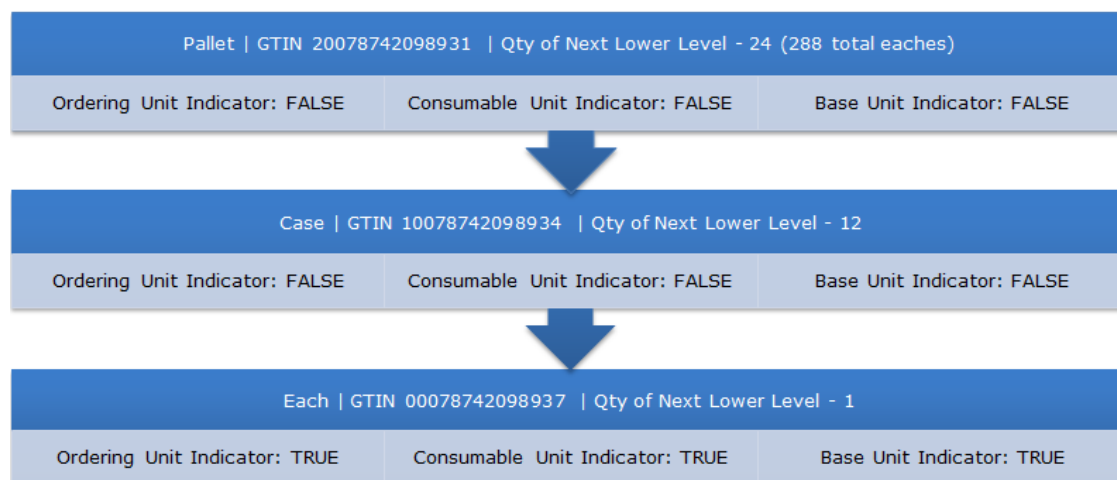 Pallet | GTIN 20078742098931 | Qty of Next Lower Level - 24 (288 total eaches)
Ordering Unit Indicator: FALSE Consumable Unit Indicator: FALSE Base Unit Indicator: FALSE
Case | GTIN 10078742098934 | Qty of Next Lower Level - 12
Ordering Unit Indicator: FALSE Consumable Unit Indicator: FALSE Base Unit Indicator: FALSE
Each | GTIN 00078742098937 | Qty of Next Lower Level - 1
Ordering Unit Indicator: TRUE Consumable Unit Indicator: TRUE Base Unit Indicator: TRUE